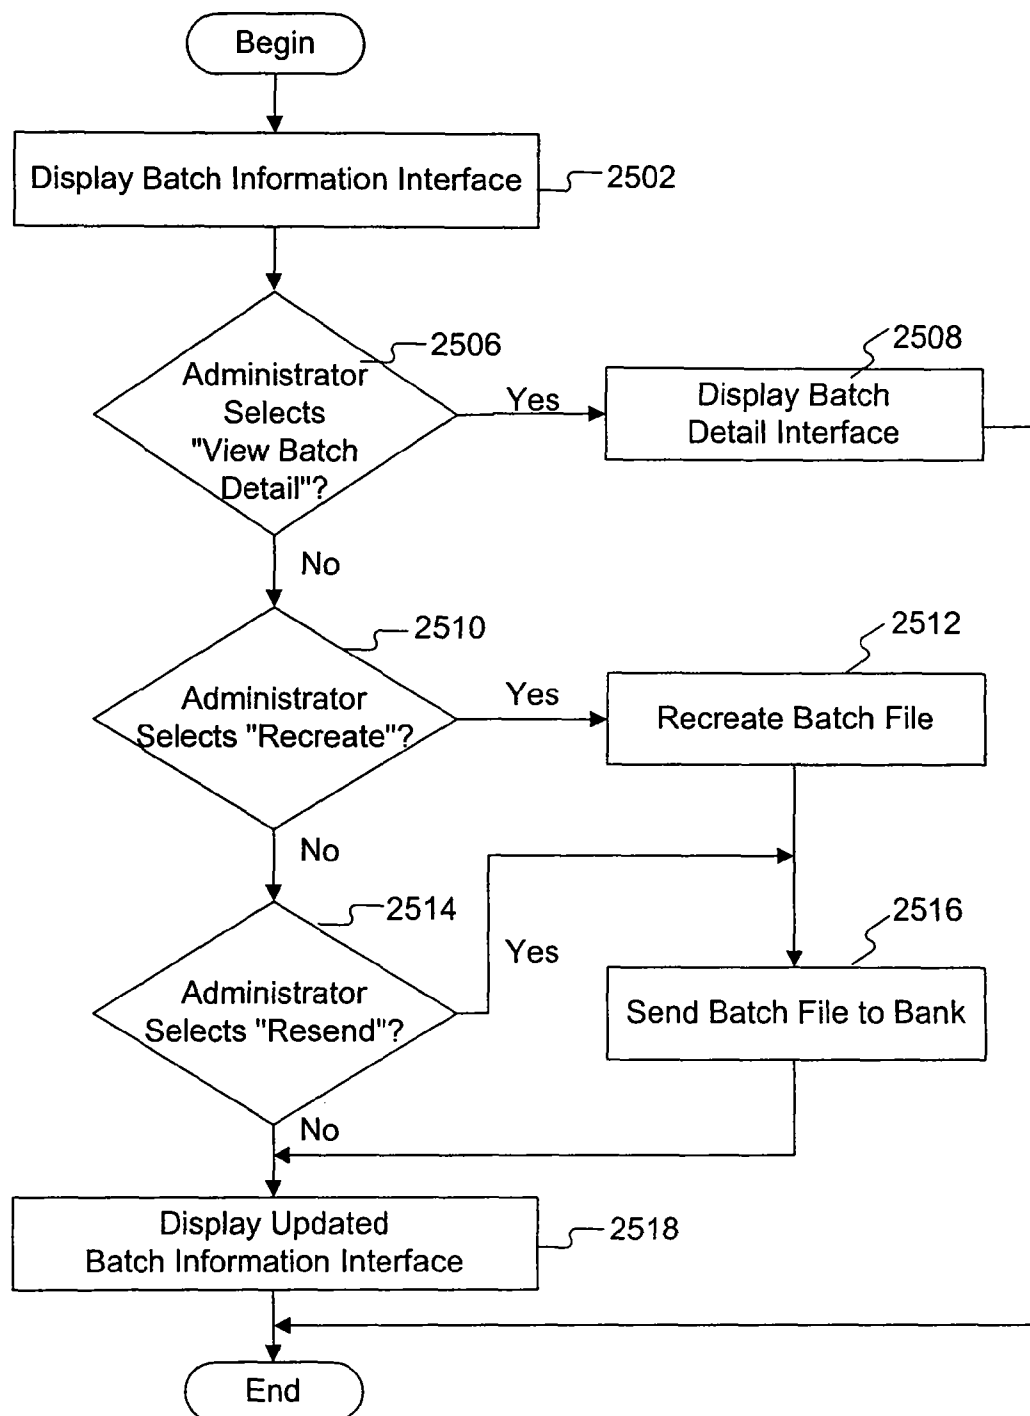 Begin
Display Batch Information Interface
2502
2506
Administrator
Selects
"View Batch
Detail"?
Yes
2508
Display Batch
Detail Interface
No
2510
Administrator
Selects "Recreate"?
Yes
2512
Recreate Batch File
No
2514
Administrator
Selects "Resend"?
Yes
2516
Send Batch File to Bank
No
Display Updated
Batch Information Interface
2518
End